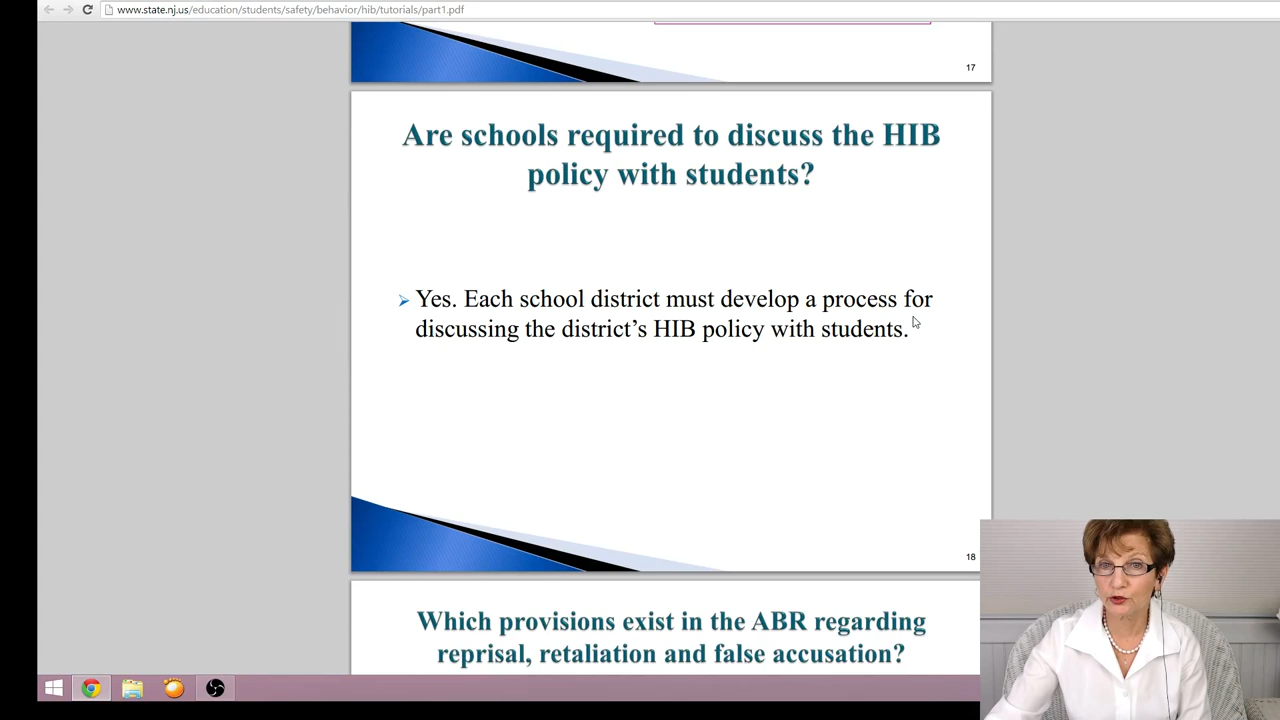 www.state.nj.us/education/students/safety/behavior/hib/tutorials/part1.pdf
17
Are schools required to discuss the HIB
policy with students?
Yes. Each school district must develop a process for
discussing the district’s HIB policy with students.
18
Which provisions exist in the ABR regarding
reprisal, retaliation and false accusation?